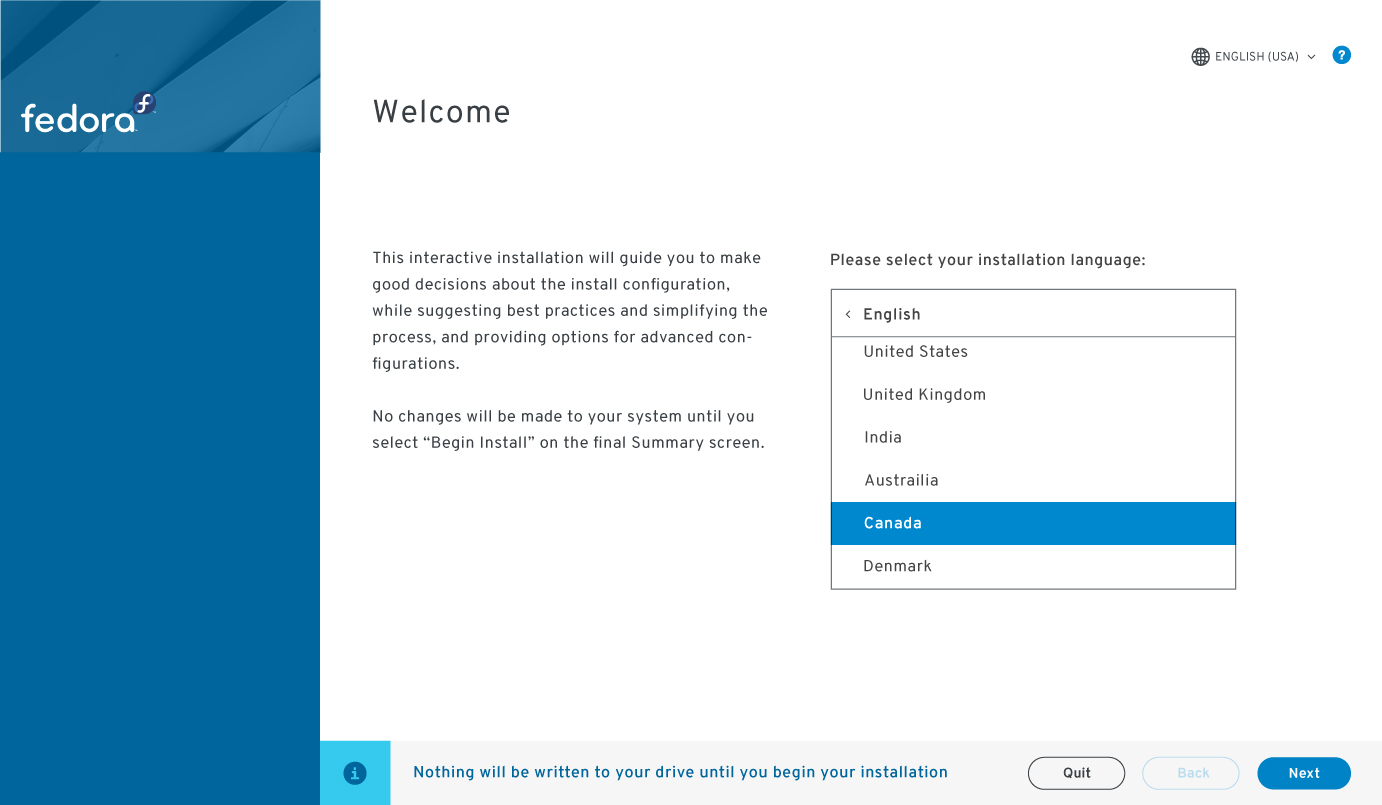 fedora
ENGLISH (USA)
?
Welcome
This interactive installation will guide you to make
good decisions about the install configuration,
while suggesting best practices and simplifying the
process, and providing options for advanced con-
figurations.
No changes will be made to your system until you
select “Begin Install” on the final Summary screen.
Please select your installation language:
English
United States
United Kingdom
India
Austrailia
Canada
Denmark
Nothing will be written to your drive until you begin your installation
Quit
Back
Next